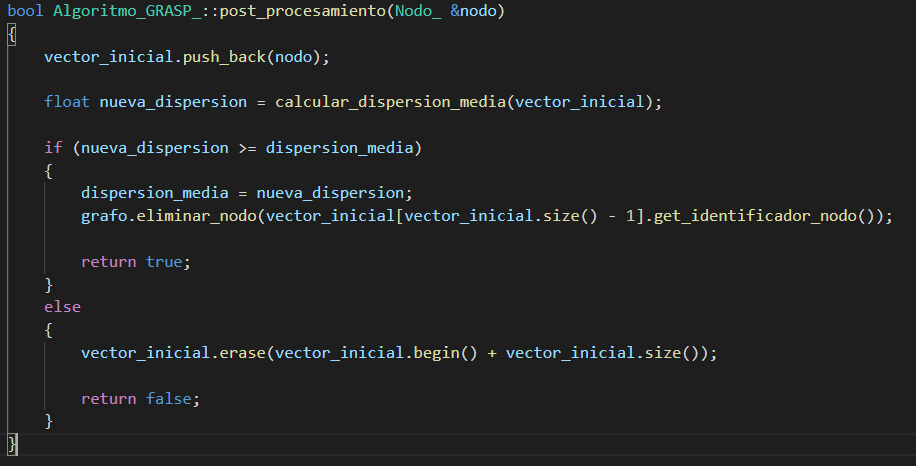 bool Algoritmo_GRASP_::post_procesamiento(Nodo_ &nodo)
{
    vector_inicial.push_back(nodo);

    float nueva_dispersion = calcular_dispersion_media(vector_inicial);

    if (nueva_dispersion >= dispersion_media)
    {
        dispersion_media = nueva_dispersion;
        grafo.eliminar_nodo(vector_inicial[vector_inicial.size() - 1].get_identificador_nodo());

        return true;
    }
    else
    {
        vector_inicial.erase(vector_inicial.begin() + vector_inicial.size());

        return false;
    }
}